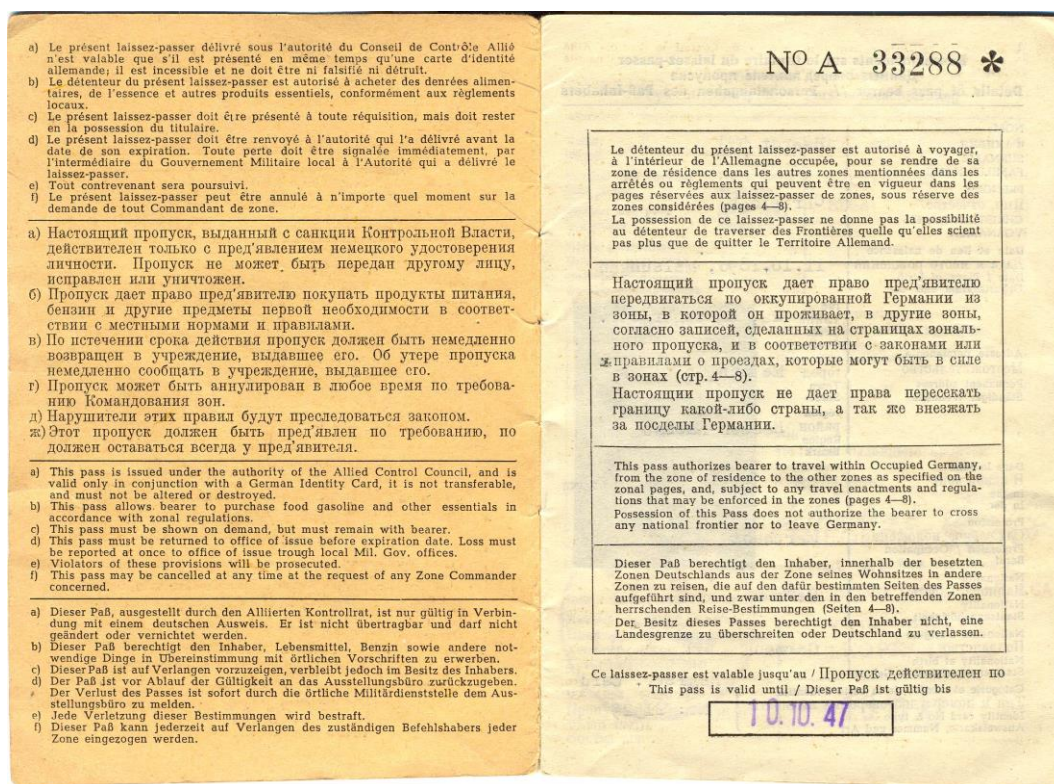 a) Le présent laissez-passer délivré sous l'autorité du Conseil de Contrôle Allié
n'est valable que s'il est présenté en même temps qu'une carte d'identité
allemande; il est incessible et ne doit être ni falsifié ni détruit.
b) Le détenteur du présent laissez-passer est autorisé à acheter des denrées alimen-
taires, de l'essence et autres produits essentiels, conformément aux règlements
locaux.
c) Le présent laissez-passer doit être présenté à toute réquisition, mais doit rester
en la possession du titulaire.
d) Le présent laissez-passer doit être renvoyé à l'autorité qui l'a délivré avant la
date de son expiration. Toute perte doit être signalée immédiatement, par
l'intermédiaire du Gouvernement Militaire local à l'Autorité qui a délivré le
laissez-passer.
e) Tout contrevenant sera poursuivi.
f) Le présent laissez-passer peut être annulé à n'importe quel moment sur la
demande de tout Commandant de zone.
а) Настоящий пропуск, выданный с санкции Контрольной Власти,
действителен только с пред'явлением немецкого удостоверения
личности. Пропуск не может быть передан другому лицу,
исправлен или уничтожен.
б) Пропуск дает право пред'явителю покупать продукты питания,
бензин и другие предметы первой необходимости в соответ-
ствии с местными нормами и правилами.
в) По истечении срока действия пропуск должен быть немедленно
возвращен в учреждение, выдавшее его. Об утере пропуска
немедленно сообщать в учреждение, выдавшее его.
г) Пропуск может быть аннулирован в любое время по требова-
нию Командования зон.
д) Нарушители этих правил будут преследоваться законом.
ж) Этот пропуск должен быть пред'явлен по требованию, но
должен оставаться всегда у пред'явителя.
a) This pass is issued under the authority of the Allied Control Council, and is
valid only in conjunction with a German Identity Card, it is not transferable,
and must not be altered or destroyed.
b) This pass allows bearer to purchase food gasoline and other essentials in
accordance with zonal regulations.
c) This pass must be shown on demand, but must remain with bearer.
d) This pass must be returned to office of issue before expiration date. Loss must
be reported at once to office of issue trough local Mil. Gov. offices.
e) Violators of these provisions will be prosecuted.
f) This pass may be cancelled at any time at the request of any Zone Commander
concerned.
a) Dieser Paß, ausgestellt durch den Alliierten Kontrollrat, ist nur gültig in Verbin-
dung mit einem deutschen Ausweis. Er ist nicht übertragbar und darf nicht
geändert oder vernichtet werden.
b) Dieser Paß berechtigt den Inhaber, Lebensmittel, Benzin sowie andere not-
wendige Dinge in Übereinstimmung mit örtlichen Vorschriften zu erwerben.
c) Dieser Paß ist auf Verlangen vorzuzeigen, verbleibt jedoch im Besitz des Inhabers.
d) Der Paß ist vor Ablauf der Gültigkeit an das Ausstellungsbüro zurückzugeben.
Der Verlust des Passes ist sofort durch die örtliche Militärdienststelle dem Aus-
stellungsbüro zu melden.
e) Jede Verletzung dieser Bestimmungen wird bestraft.
f) Dieser Paß kann jederzeit auf Verlangen des zuständigen Befehlshabers jeder
Zone eingezogen werden.
No A 33288 *
Le détenteur du présent laissez-passer est autorisé à voyager,
à l'intérieur de l'Allemagne occupée, pour se rendre de sa
zone de résidence dans les autres zones mentionnées dans les
arrêtés ou règlements qui peuvent être en vigueur dans les
pages réservées aux laissez-passer de zones, sous réserve des
zones considérées (pages 4—8).
La possession de ce laissez-passer ne donne pas la possibilité
au détenteur de traverser des Frontières quelle qu'elles scient
pas plus que de quitter le Territoire Allemand.
Настоящий пропуск дает право пред'явителю
передвигаться по оккупированной Германии из
зоны, в которой он проживает, в другие зоны,
согласно записей, сделанных на страницах зональ-
ного пропуска, и в соответствии с законами или
правилами о проездах, которые могут быть в силе
в зонах (стр. 4—8).
Настоящии пропуск не дает права пересекать
границу какой-либо страны, а так же внезжать
за посделы Германии.
This pass authorizes bearer to travel within Occupied Germany,
from the zone of residence to the other zones as specified on the
zonal pages, and, subject to any travel enactments and regula-
tions that may be enforced in the zones (pages 4—8).
Possession of this Pass does not authorize the bearer to cross
any national frontier nor to leave Germany.
Dieser Paß berechtigt den Inhaber, innerhalb der besetzten
Zonen Deutschlands aus der Zone seines Wohnsitzes in andere
Zonen zu reisen, die auf den dafür bestimmten Seiten des Passes
aufgeführt sind, und zwar unter den in den betreffenden Zonen
herrschenden Reise-Bestimmungen (Seiten 4—8).
Der Besitz dieses Passes berechtigt den Inhaber nicht, eine
Landesgrenze zu überschreiten oder Deutschland zu verlassen.
Ce laissez-passer est valable jusqu'au / Пропуск действителен по
This pass is valid until / Dieser Paß ist gültig bis
10.10.47